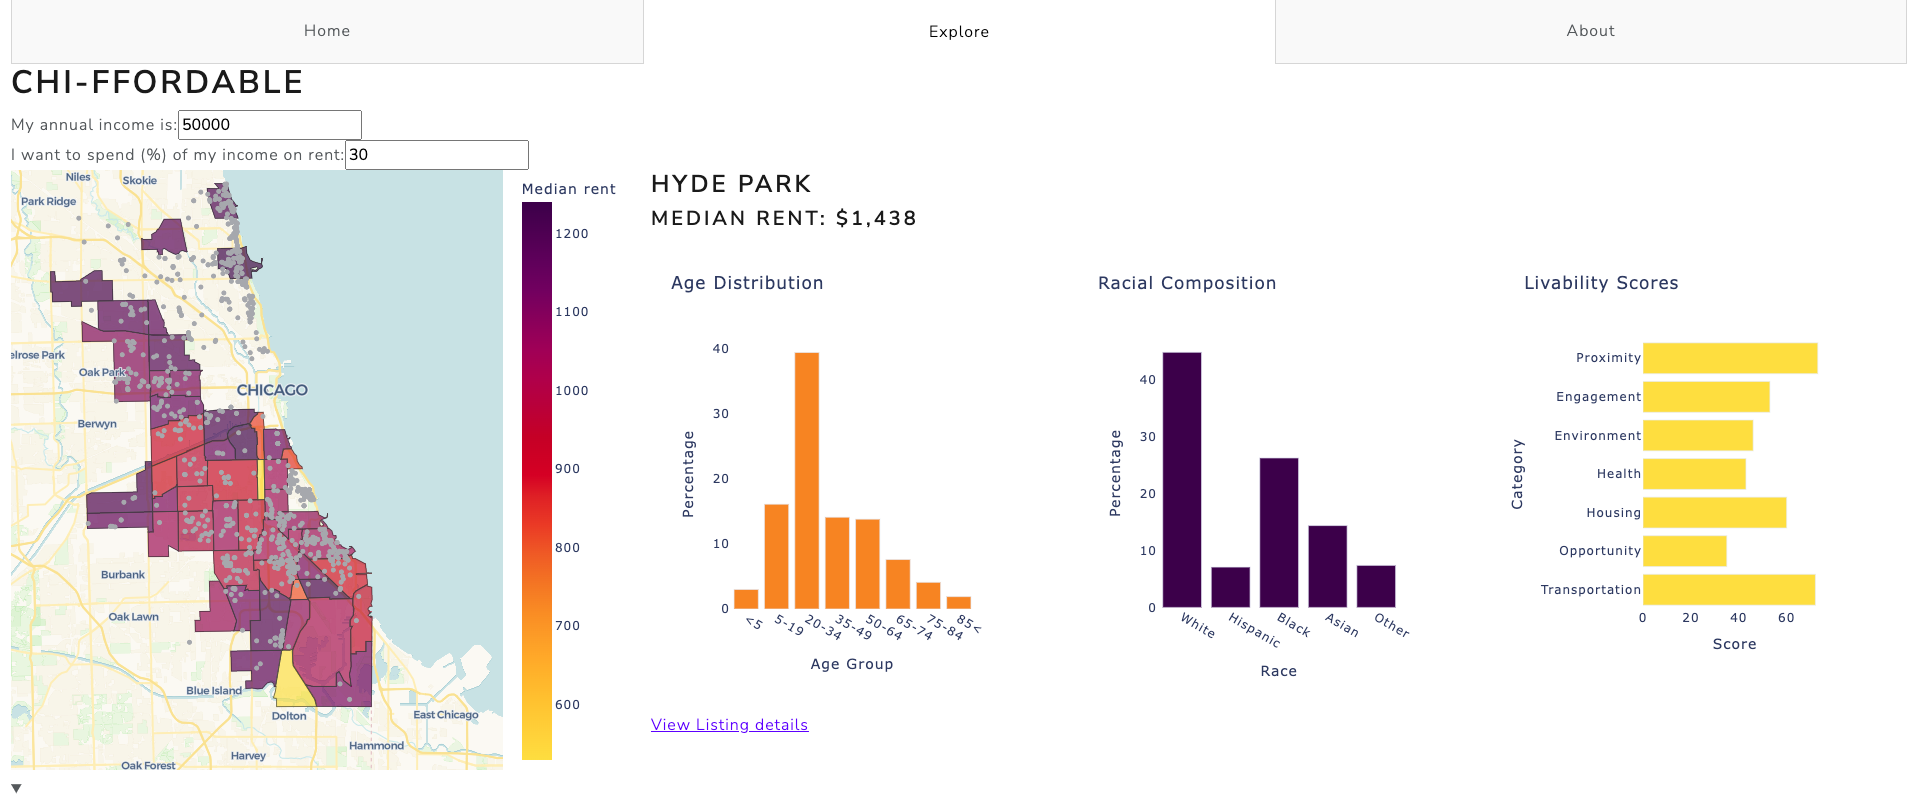 Home
Explore
About
CHI-FFORDABLE
My annual income is: 50000
I want to spend (%) of my income on rent: 30
Niles
Skokie
Park Ridge
elrose Park
Oak Park
CHICAGO
Berwyn
Burbank
Oak Lawn
Blue Island
Dolton
East Chicago
Hammond
Harvey
Oak Forest
Median rent
1200
1100
1000
900
800
700
600
HYDE PARK
MEDIAN RENT: $1,438
Age Distribution
Percentage
40
30
20
10
0
<5
5-19
20-34
35-49
50-64
65-74
75-84
85<
Age Group
Racial Composition
Percentage
40
30
20
10
0
White
Hispanic
Black
Asian
Other
Race
Livability Scores
Category
Proximity
Engagement
Environment
Health
Housing
Opportunity
Transportation
0 20 40 60
Score
View Listing details
▼